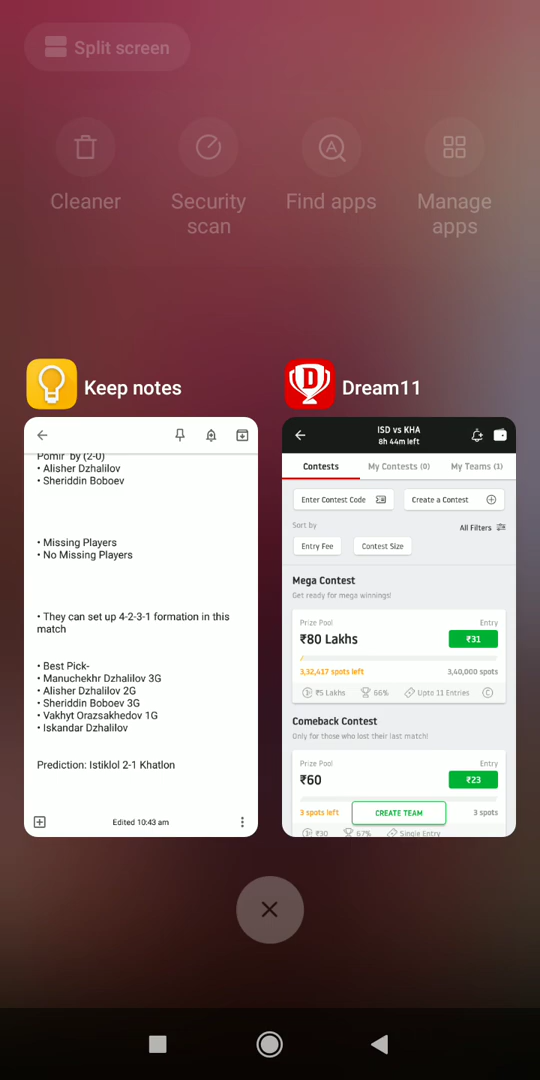 Split screen
Cleaner
Security scan
Find apps
Manage apps
Keep notes
Pomir by (2-0)
• Alisher Dzhalilov
• Sheriddin Boboev
• Missing Players
• No Missing Players
• They can set up 4-2-3-1 formation in this
match
• Best Pick-
• Manuchekhr Dzhalilov 3G
• Alisher Dzhalilov 2G
• Sheriddin Boboev 3G
• Vakhyt Orazsakhedov 1G
• Iskandar Dzhalilov
Prediction: Istiklol 2-1 Khatlon
Edited 10:43 am
Dream11
ISD vs KHA
8h 44m left
Contests
My Contests (0)
My Teams (1)
Enter Contest Code
Create a Contest
Sort by
All Filters
Entry Fee
Contest Size
Mega Contest
Get ready for mega winnings!
Prize Pool
Entry
₹80 Lakhs
₹31
3,32,417 spots left
3,40,000 spots
₹5 Lakhs
66%
Upto 11 Entries
C
Comeback Contest
Only for those who lost their last match!
Prize Pool
Entry
₹60
₹23
3 spots left
CREATE TEAM
3 spots
₹30
67%
Single Entry